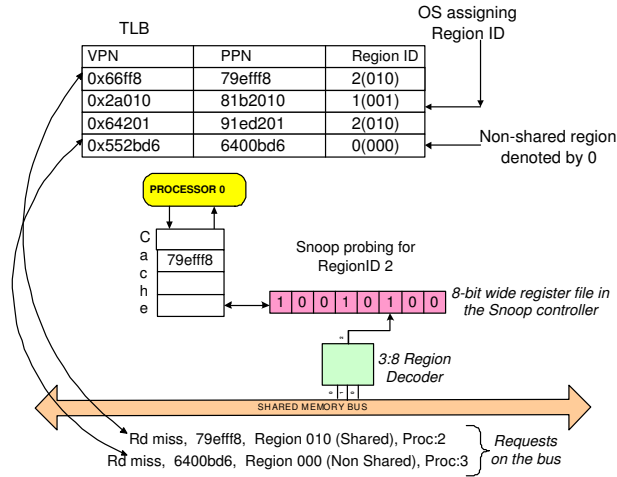 OS assigning
Region ID
TLB
VPN PPN Region ID
0x66ff8 79efff8 2(010)
0x2a010 81b2010 1(001)
0x64201 91ed201 2(010)
0x552bd6 6400bd6 0(000)
Non-shared region
denoted by 0
PROCESSOR 0
C
a
c
h
e
79efff8
Snoop probing for
RegionID 2
1 0 0 1 0 1 0 0
8-bit wide register file in
the Snoop controller
3:8 Region
Decoder
SHARED MEMORY BUS
Rd miss, 79efff8, Region 010 (Shared), Proc:2
Rd miss, 6400bd6, Region 000 (Non Shared), Proc:3
Requests
on the bus